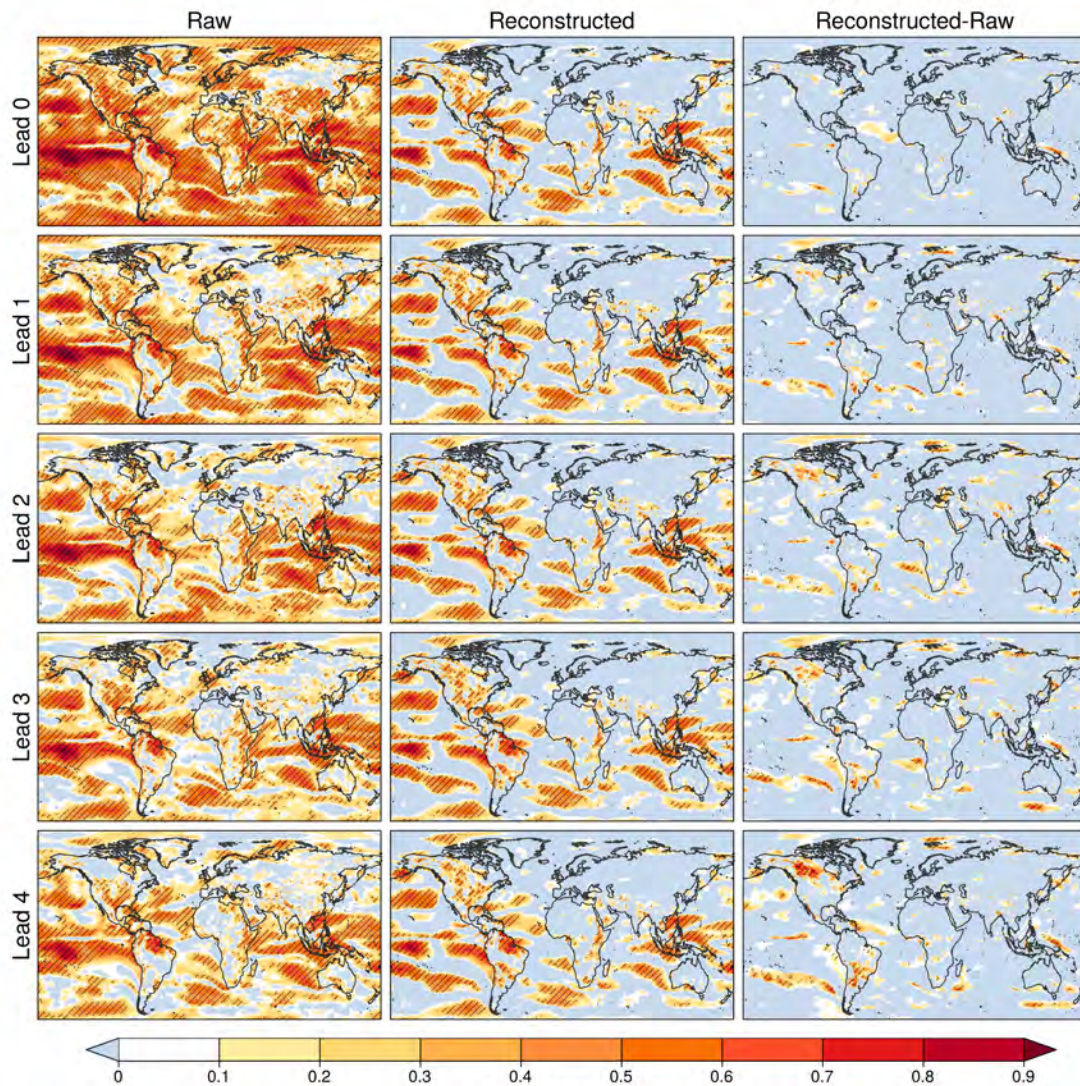 Raw Reconstructed Reconstructed-Raw
Lead 0
Lead 1
Lead 2
Lead 3
Lead 4
0 0.1 0.2 0.3 0.4 0.5 0.6 0.7 0.8 0.9